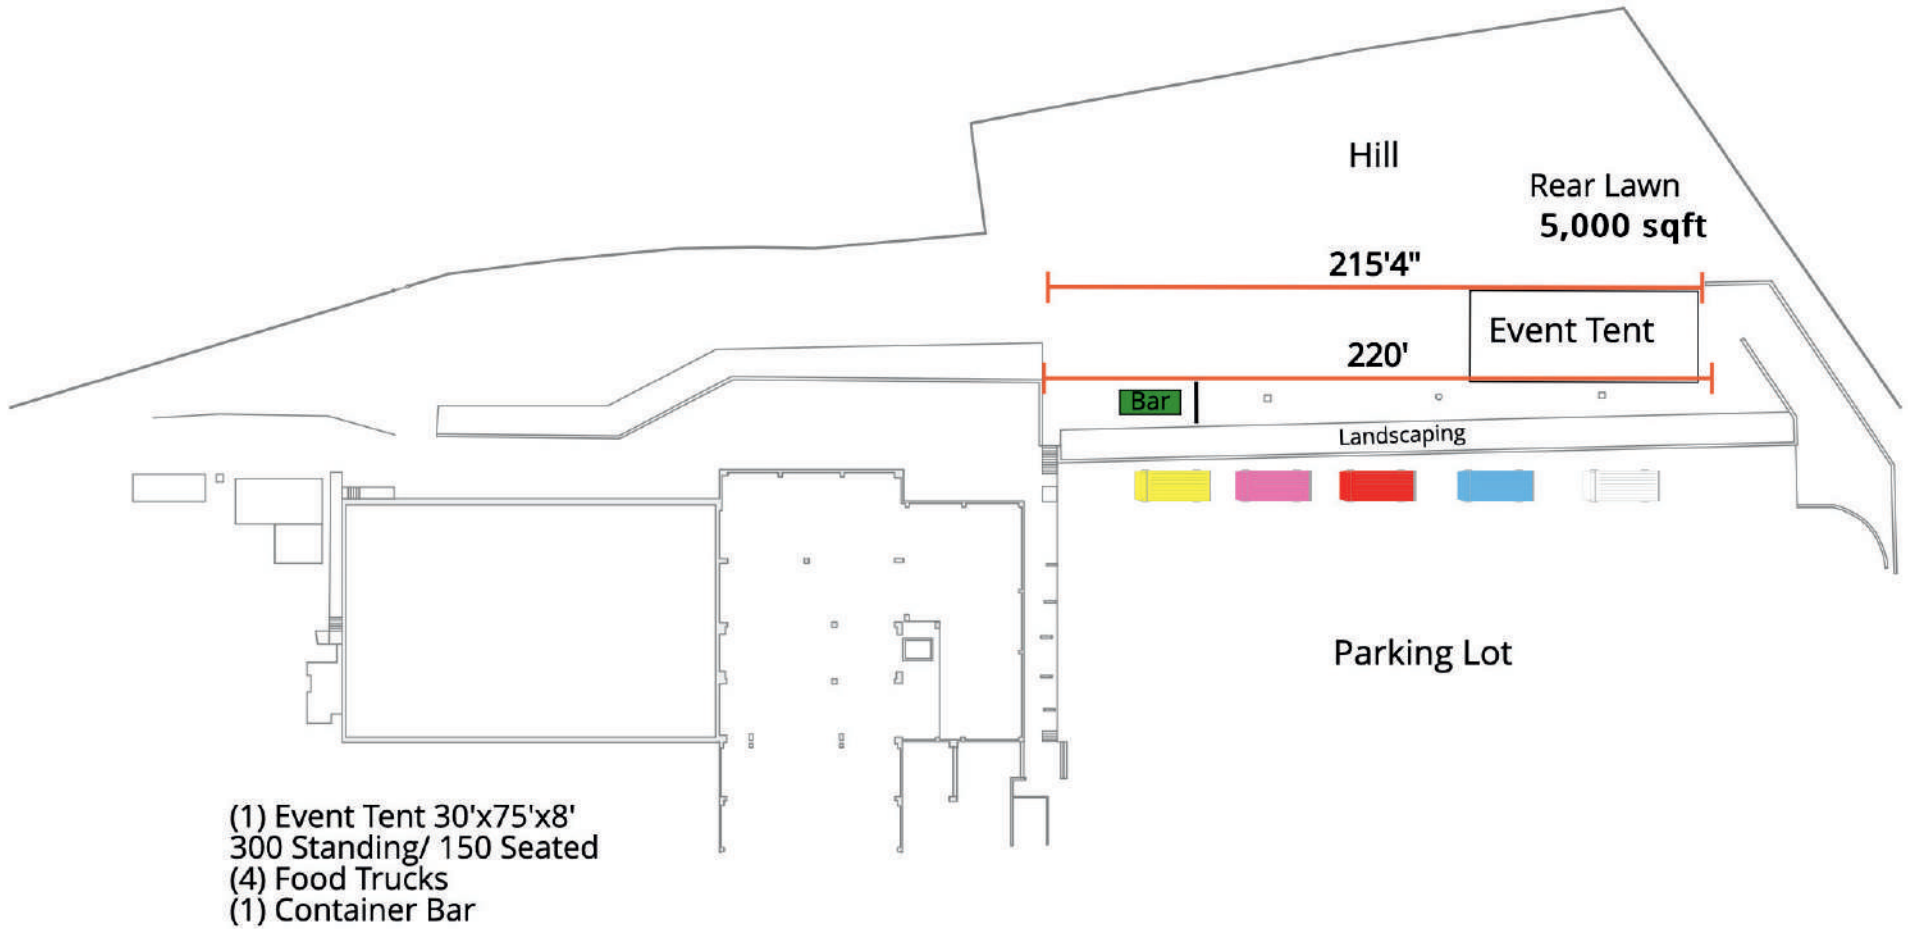 Hill
Rear Lawn
5,000 sqft
215'4"
Event Tent
220'
Bar
Landscaping
Parking Lot
(1) Event Tent 30'x75'x8'
300 Standing/ 150 Seated
(4) Food Trucks
(1) Container Bar